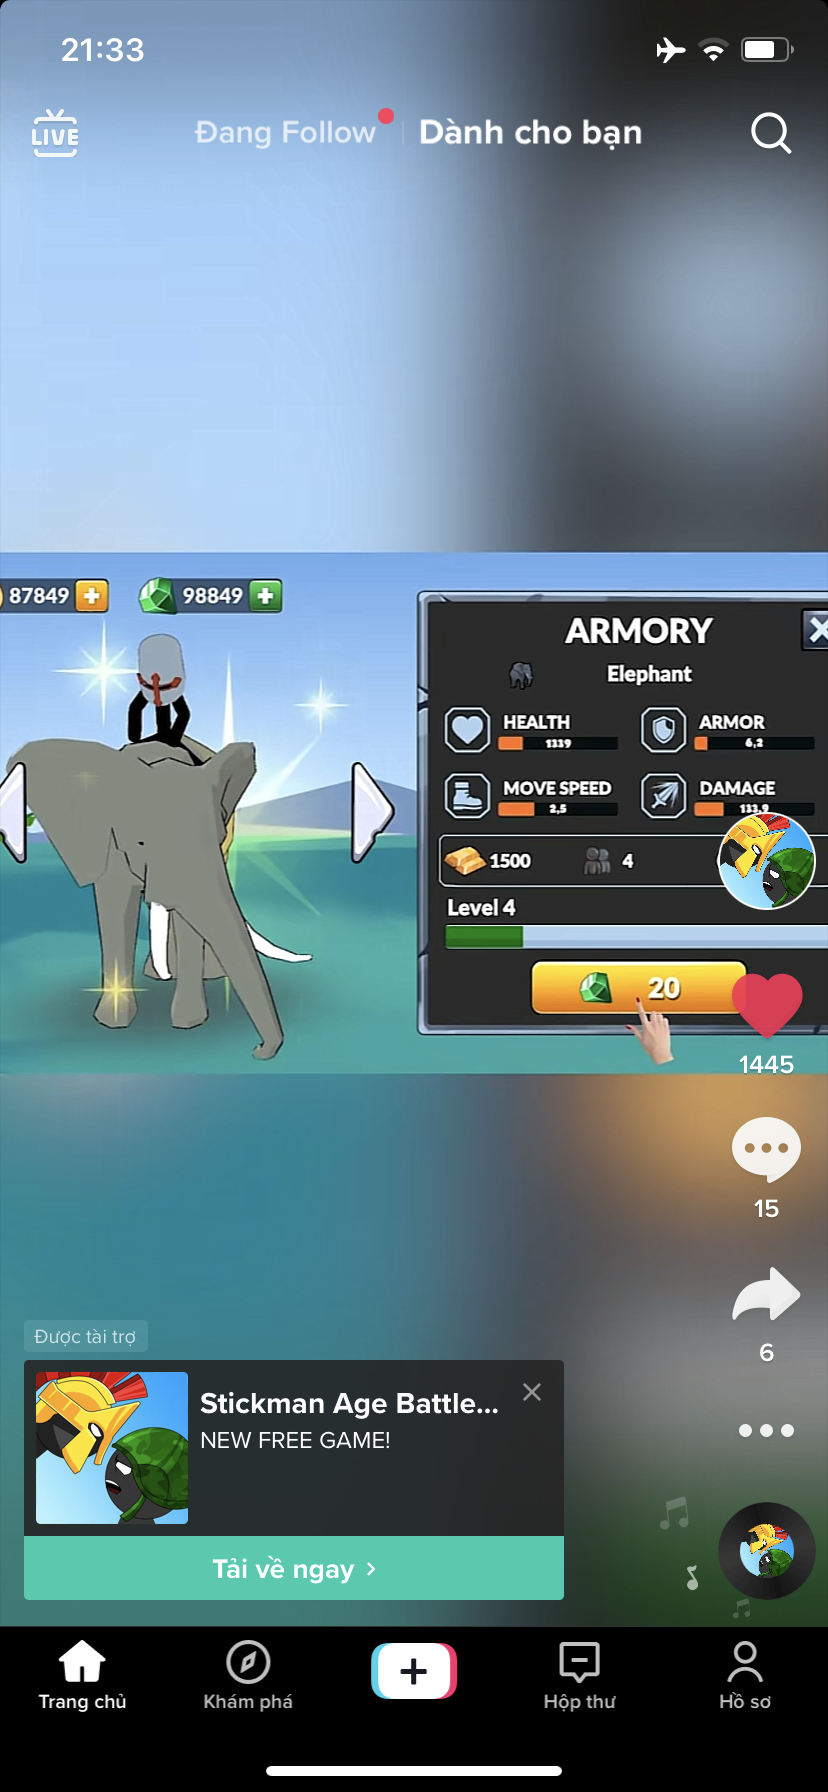 21:33
LIVE
Đang Follow
Dành cho bạn
87849
98849
ARMORY
Elephant
HEALTH
1339
ARMOR
6,2
MOVE SPEED
2,5
DAMAGE
133,9
1500
4
Level 4
20
1445
15
6
Được tài trợ
Stickman Age Battle...
NEW FREE GAME!
Tải về ngay
Trang chủ
Khám phá
Hộp thư
Hồ sơ